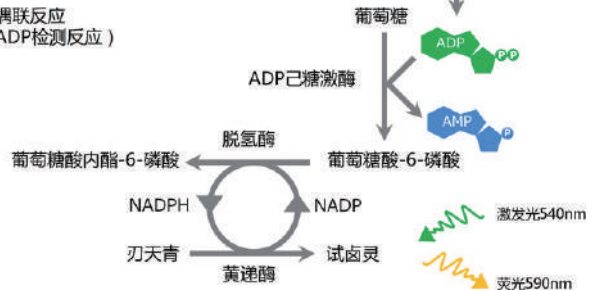 偶联反应
ADP检测反应）
葡萄糖
ADP
P P
ADP己糖激酶
AMP
P
脱氢酶
葡萄糖酸内酯-6-磷酸
葡萄糖酸-6-磷酸
NADPH
NADP
激发光540nm
刃天青
试卤灵
黄递酶
荧光590nm